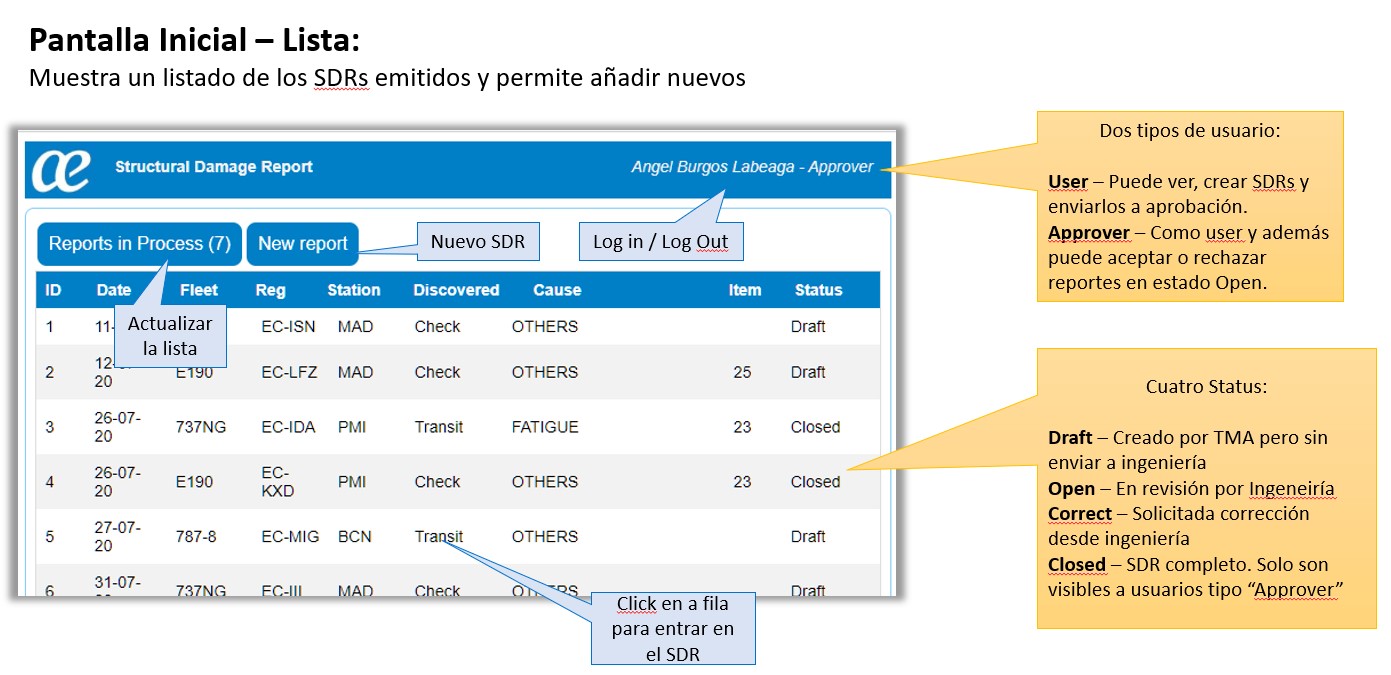 Pantalla Inicial – Lista:
Muestra un listado de los SDRs emitidos y permite añadir nuevos
æ
Structural Damage Report
Angel Burgos Labeaga - Approver
Reports in Process (7)
New report
Nuevo SDR
Log in / Log Out
ID Date Fleet Reg Station Discovered Cause Item Status
Actualizar
la lista
1 11- EC-ISN MAD Check OTHERS Draft
2 12- 20 E190 EC-LFZ MAD Check OTHERS 25 Draft
3 26-07-20 737NG EC-IDA PMI Transit FATIGUE 23 Closed
4 26-07-20 E190 EC-KXD PMI Check OTHERS 23 Closed
5 27-07-20 787-8 EC-MIG BCN Transit OTHERS Draft
6 31-07- 737NG EC-III MAD Check OTHERS Draft
Click en a fila
para entrar en
el SDR
Dos tipos de usuario:
User – Puede ver, crear SDRs y
enviarlos a aprobación.
Approver – Como user y además
puede aceptar o rechazar
reportes en estado Open.
Cuatro Status:
Draft – Creado por TMA pero sin
enviar a ingeniería
Open – En revisión por Ingeneiría
Correct – Solicitada corrección
desde ingeniería
Closed – SDR completo. Solo son
visibles a usuarios tipo “Approver”